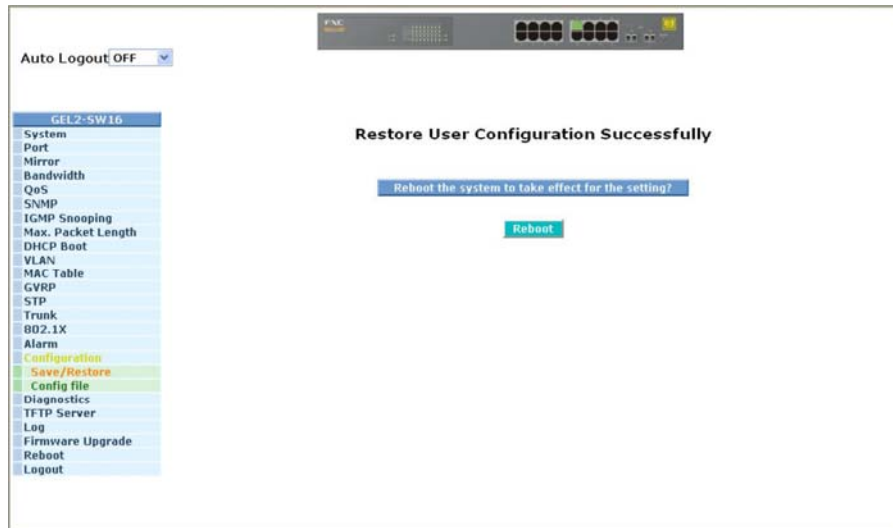 Auto Logout OFF
GEL2-SW16
System
Port
Mirror
Bandwidth
QoS
SNMP
IGMP Snooping
Max. Packet Length
DHCP Boot
VLAN
MAC Table
GVRP
STP
Trunk
802.1X
Alarm
Configuration
Save/Restore
Config file
Diagnostics
TFTP Server
Log
Firmware Upgrade
Reboot
Logout
Restore User Configuration Successfully
Reboot the system to take effect for the setting?
Reboot